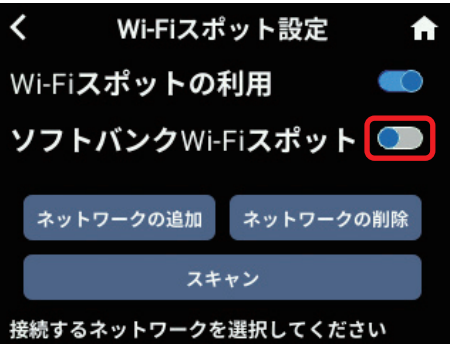 Wi-Fiスポット設定
Wi-Fiスポットの利用
ソフトバンクWi-Fiスポット
ネットワークの追加 ネットワークの削除
スキャン
接続するネットワークを選択してください